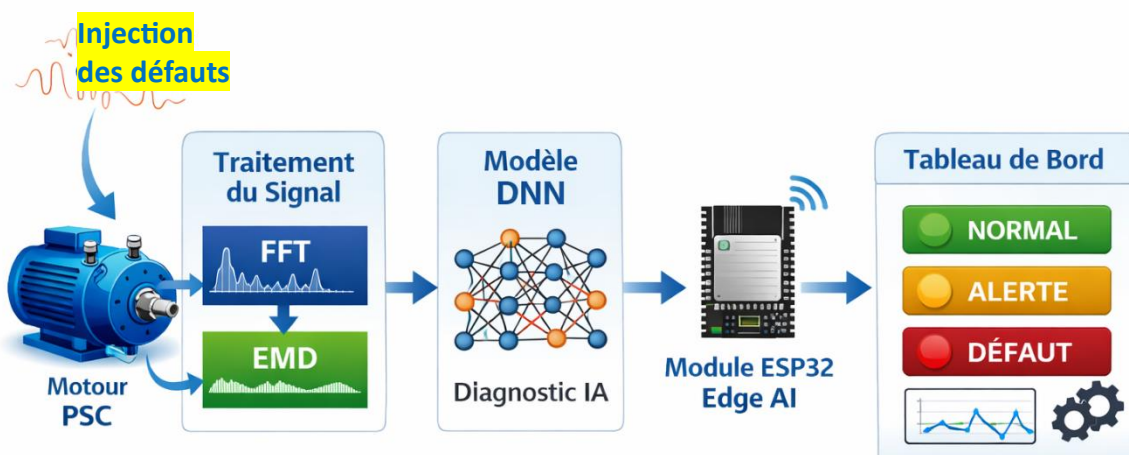 Injection
des défauts
Traitement
du Signal
FFT
EMD
Motour
PSC
Modèle
DNN
Diagnostic IA
Module ESP32
Edge AI
Tableau de Bord
NORMAL
ALERTE
DÉFAUT